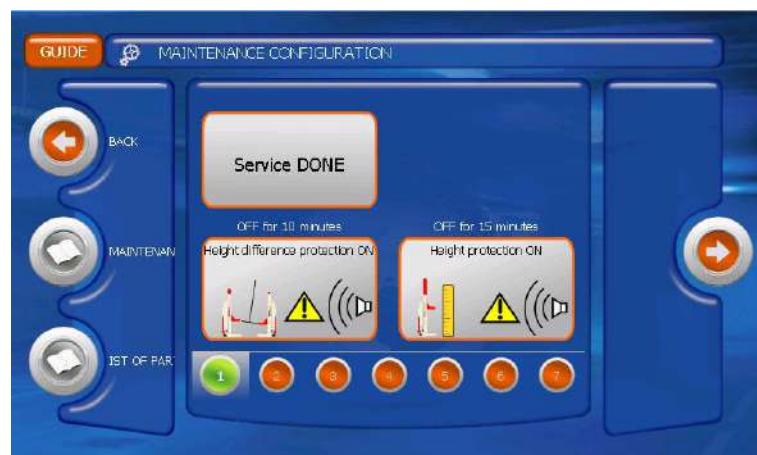 GUIDE
MAINTENANCE CONFIGURATION
BACK
Service DONE
OFF for 10 minutes
OFF for 15 minutes
MAINTENAN
Height difference protection ON
Height protection ON
IST OF PAR
1 2 3 4 5 6 7